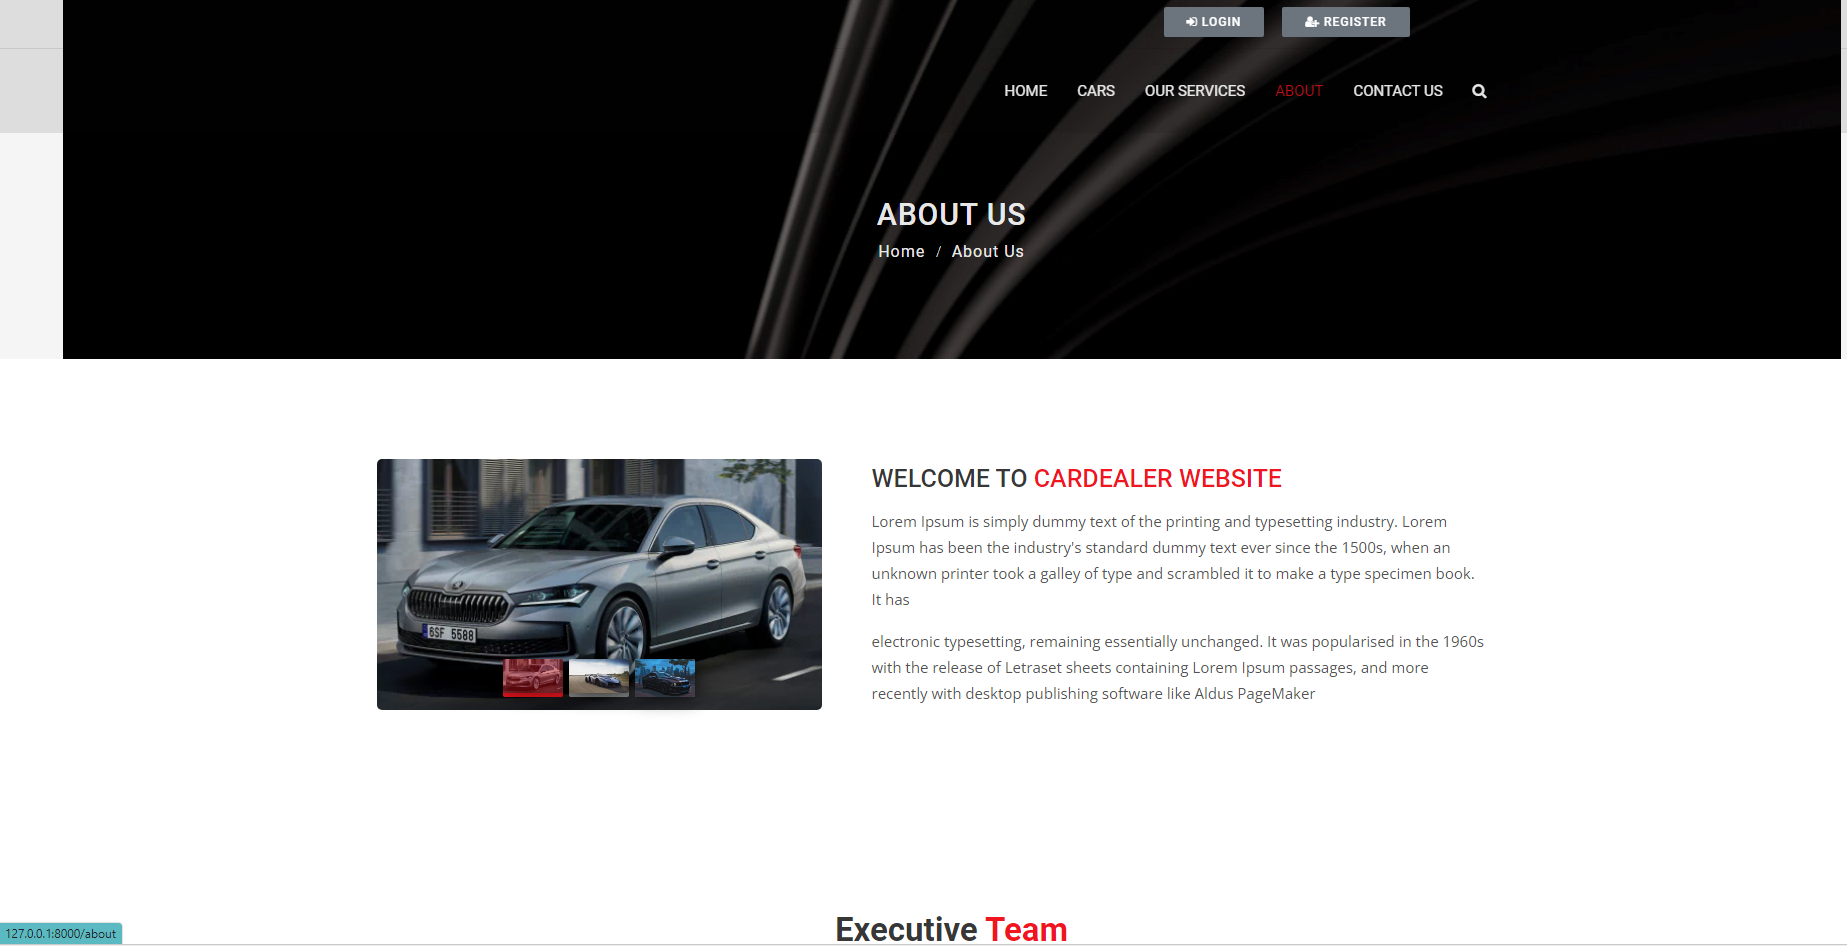 LOGIN
REGISTER
HOME
CARS
OUR SERVICES
ABOUT
CONTACT US
ABOUT US
Home / About Us
6SF 5588
WELCOME TO CARDEALER WEBSITE
Lorem Ipsum is simply dummy text of the printing and typesetting industry. Lorem
Ipsum has been the industry's standard dummy text ever since the 1500s, when an
unknown printer took a galley of type and scrambled it to make a type specimen book.
It has
electronic typesetting, remaining essentially unchanged. It was popularised in the 1960s
with the release of Letraset sheets containing Lorem Ipsum passages, and more
recently with desktop publishing software like Aldus PageMaker
Executive Team
127.0.0.1:8000/about